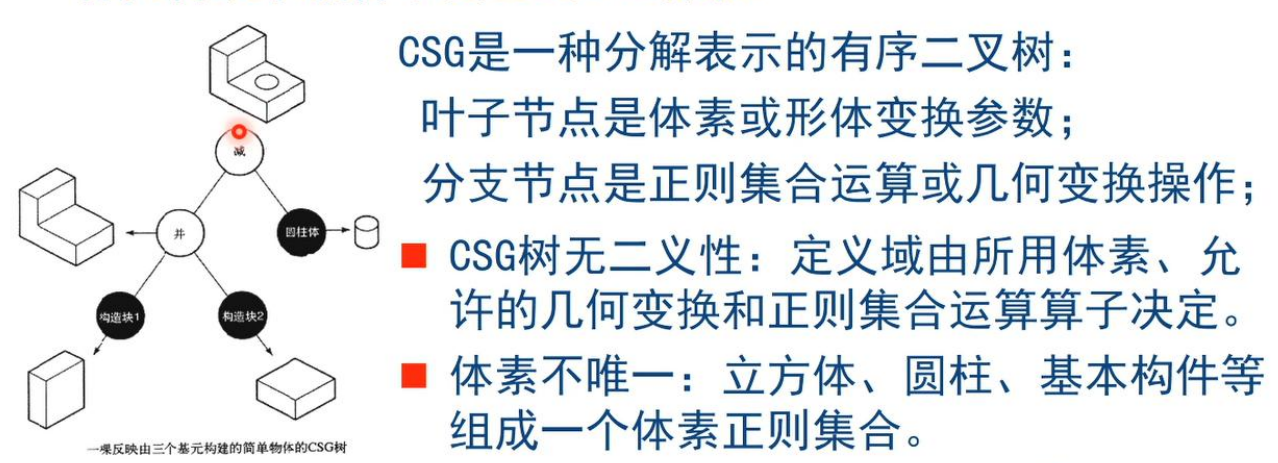 CSG是一种分解表示的有序二叉树：
叶子节点是体素或形体变换参数；
分支节点是正则集合运算或几何变换操作；
CSG树无二义性：定义域由所用体素、允
许的几何变换和正则集合运算算子决定。
体素不唯一：立方体、圆柱、基本构件等
组成一个体素正则集合。
减
并
圆柱体
构造块1
构造块2
一棵反映由三个基元构建的简单物体的CSG树